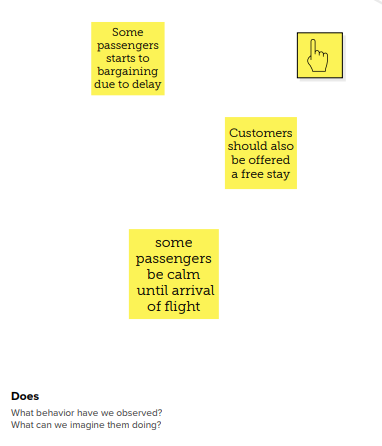 Some
passengers
starts to
bargaining
due to delay
Customers
should also
be offered
a free stay
some
passengers
be calm
until arrival
of flight
Does
What behavior have we observed?
What can we imagine them doing?